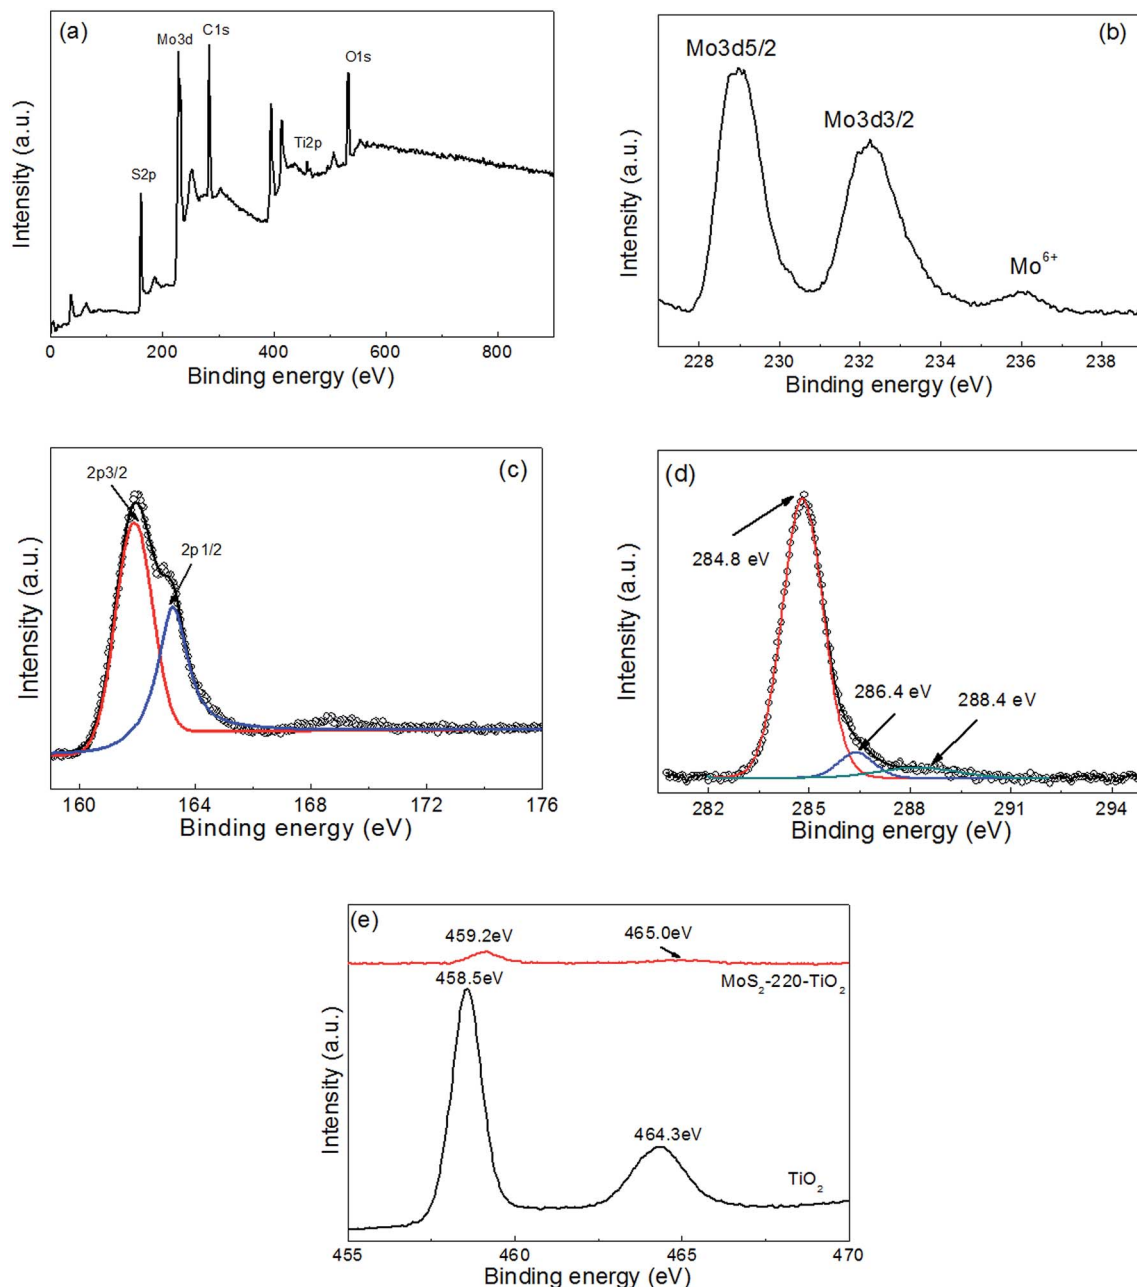 (a)
Mo3d
C1s
O1s
Ti2p
S2p
Intensity (a.u.)
0 200 400 600 800
Binding energy (eV)
(b)
Mo3d5/2
Mo3d3/2
Mo6+
Intensity (a.u.)
228 230 232 234 236 238
Binding energy (eV)
(c)
2p3/2
2p1/2
Intensity (a.u.)
160 164 168 172 176
Binding energy (eV)
(d)
284.8 eV
286.4 eV
288.4 eV
Intensity (a.u.)
282 285 288 291 294
Binding energy (eV)
(e)
459.2eV
465.0eV
458.5eV
MoS2-220-TiO2
464.3eV
TiO2
Intensity (a.u.)
455 460 465 470
Binding energy (eV)